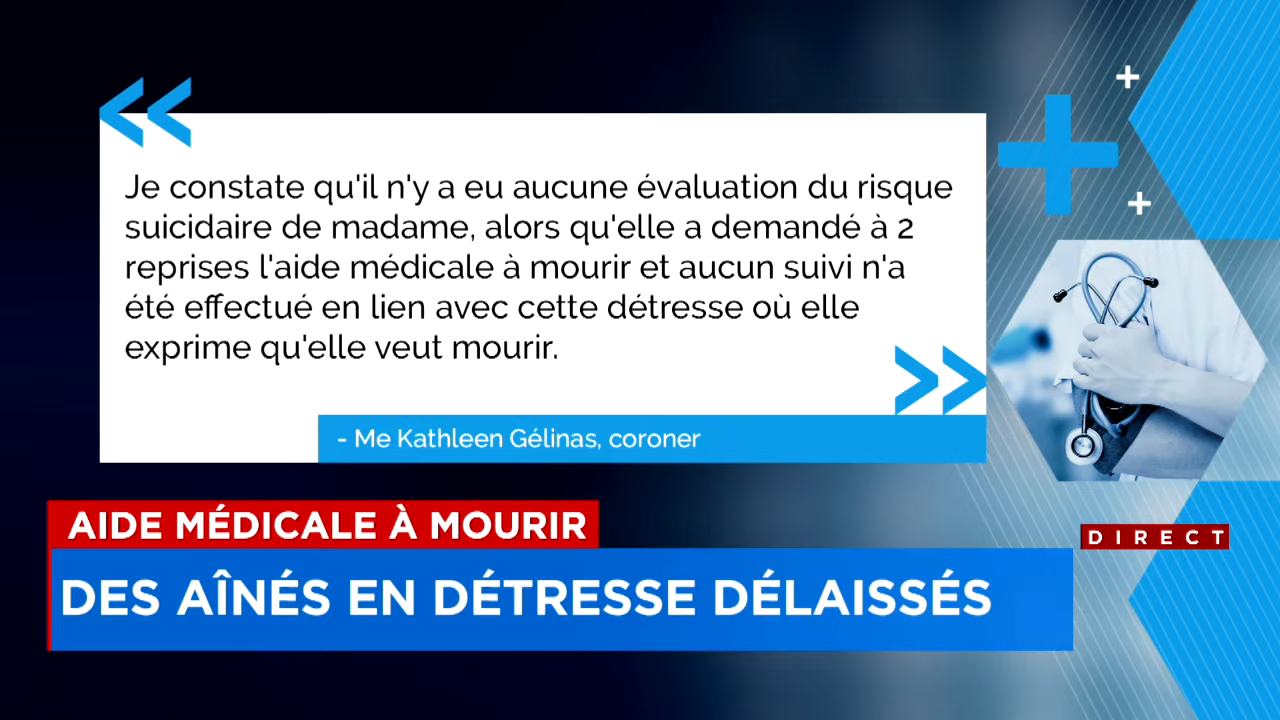 Je constate qu'il n'y a eu aucune évaluation du risque
suicidaire de madame, alors qu'elle a demandé à 2
reprises l'aide médicale à mourir et aucun suivi n'a
été effectué en lien avec cette détresse où elle
exprime qu'elle veut mourir.
- Me Kathleen Gélinas, coroner
AIDE MÉDICALE À MOURIR
DIRECT
DES AÎNÉS EN DÉTRESSE DÉLAISSÉS